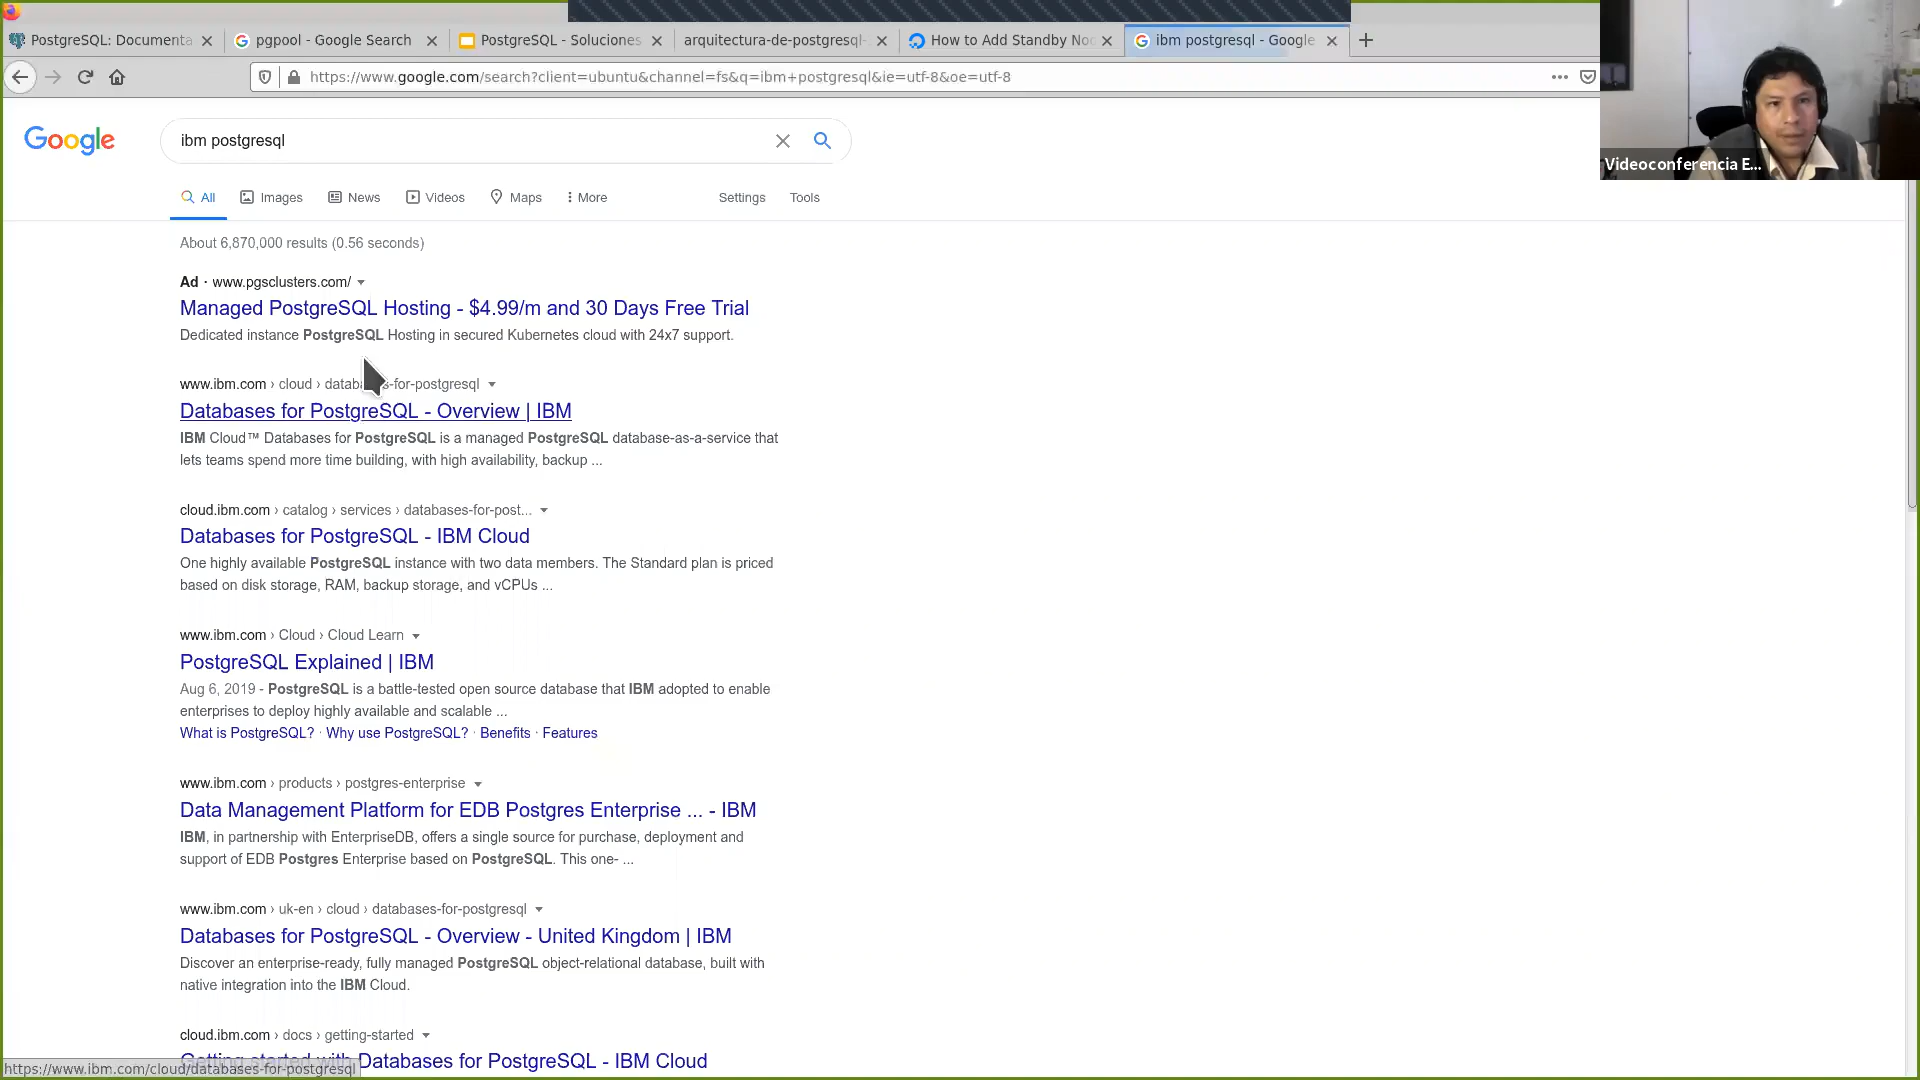 PostgreSQL: Documenta
pgpool - Google Search
PostgreSQL - Soluciones
arquitectura-de-postgresql-
How to Add Standby No
ibm postgresql - Google
https://www.google.com/search?client=ubuntu&channel=fs&q=ibm+postgresql&ie=utf-8&oe=utf-8
Videoconferencia E...
Google
ibm postgresql
All
Images
News
Videos
Maps
More
Settings
Tools
About 6,870,000 results (0.56 seconds)
Ad · www.pgsclusters.com/
Managed PostgreSQL Hosting - $4.99/m and 30 Days Free Trial
Dedicated instance PostgreSQL Hosting in secured Kubernetes cloud with 24x7 support.
www.ibm.com › cloud › databases-for-postgresql
Databases for PostgreSQL - Overview | IBM
IBM Cloud™ Databases for PostgreSQL is a managed PostgreSQL database-as-a-service that
lets teams spend more time building, with high availability, backup ...
cloud.ibm.com › catalog › services › databases-for-post...
Databases for PostgreSQL - IBM Cloud
One highly available PostgreSQL instance with two data members. The Standard plan is priced
based on disk storage, RAM, backup storage, and vCPUs ...
www.ibm.com › Cloud › Cloud Learn
PostgreSQL Explained | IBM
Aug 6, 2019 - PostgreSQL is a battle-tested open source database that IBM adopted to enable
enterprises to deploy highly available and scalable ...
What is PostgreSQL? · Why use PostgreSQL? · Benefits · Features
www.ibm.com › products › postgres-enterprise
Data Management Platform for EDB Postgres Enterprise ... - IBM
IBM, in partnership with EnterpriseDB, offers a single source for purchase, deployment and
support of EDB Postgres Enterprise based on PostgreSQL. This one- ...
www.ibm.com › uk-en › cloud › databases-for-postgresql
Databases for PostgreSQL - Overview - United Kingdom | IBM
Discover an enterprise-ready, fully managed PostgreSQL object-relational database, built with
native integration into the IBM Cloud.
cloud.ibm.com › docs › getting-started
Getting started with Databases for PostgreSQL - IBM Cloud
https://www.ibm.com/cloud/databases-for-postgresql